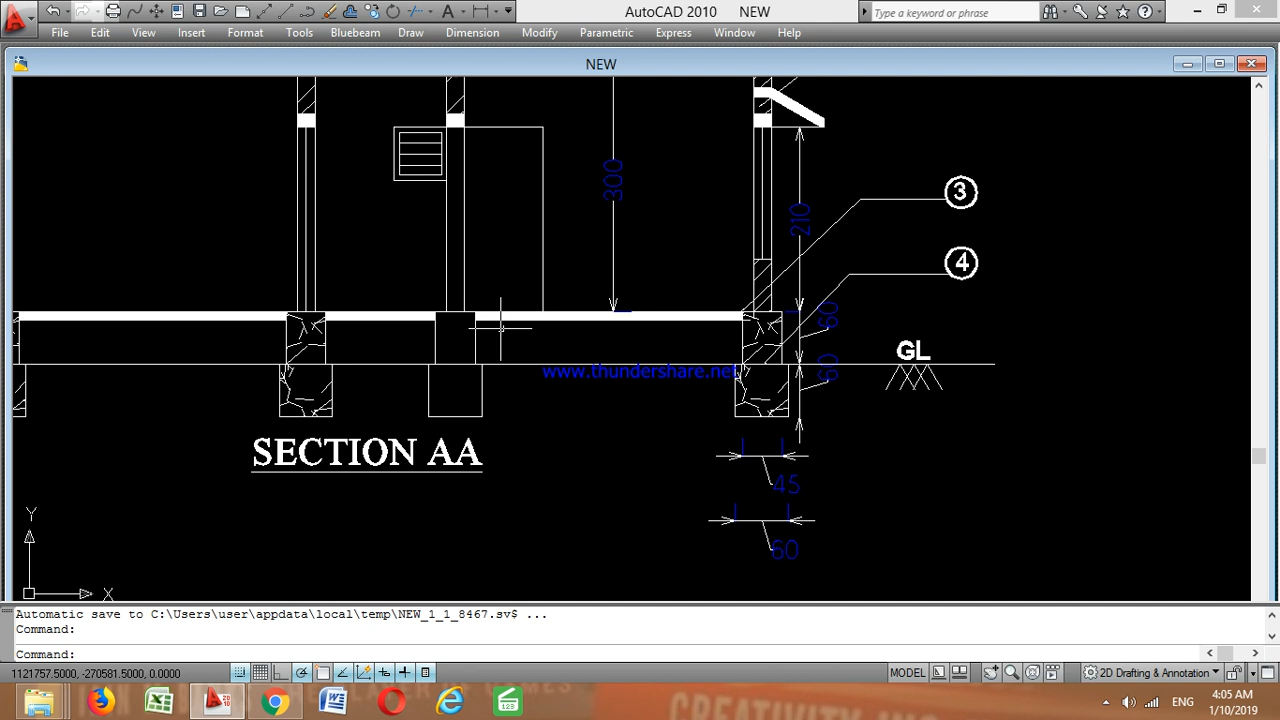 AutoCAD 2010 NEW
Type a keyword or phrase
File Edit View Insert Format Tools Bluebeam Draw Dimension Modify Parametric Express Window Help
NEW
300
210
3
4
60
GL
60
www.thundershare.net
SECTION AA
45
60
Y
X
Automatic save to C:\Users\user\appdata\local\temp\NEW_1_1_8467.sv$ ...
Command:
Command:
1121757.5000, -270581.5000, 0.0000
MODEL
2D Drafting & Annotation
ENG
4:05 AM
1/10/2019